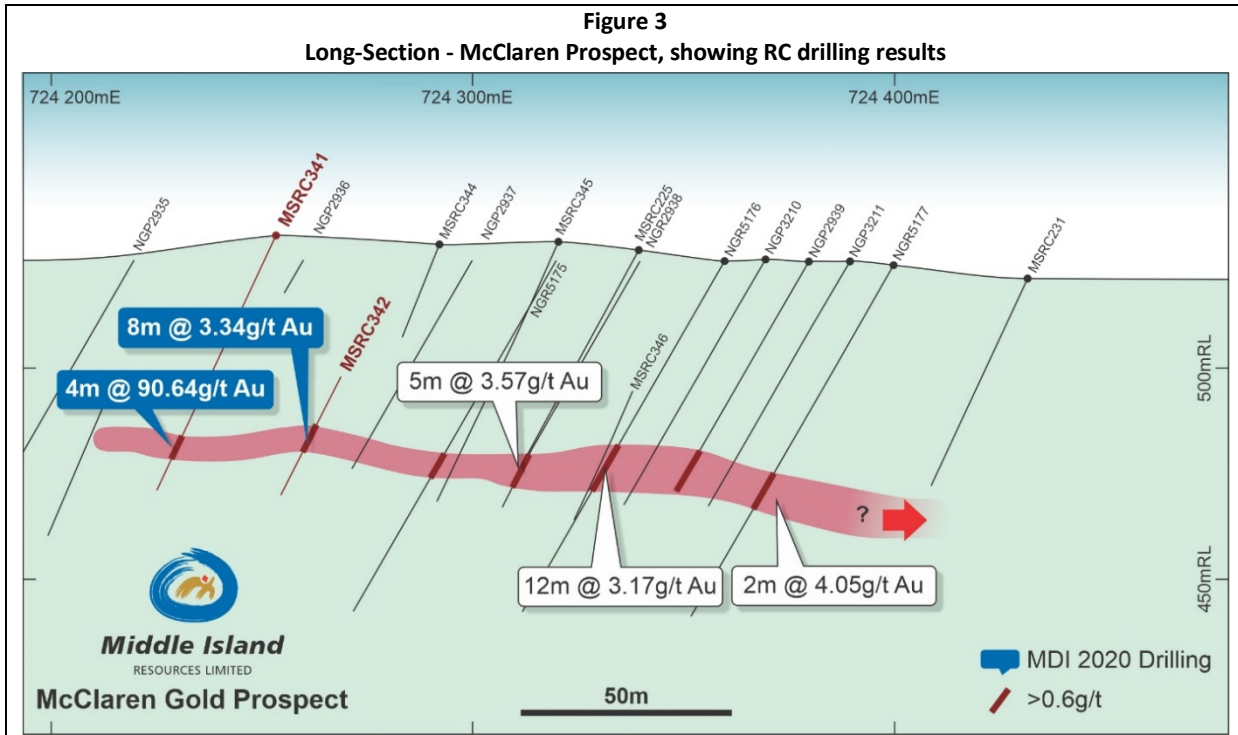 Figure 3
Long-Section - McClaren Prospect, showing RC drilling results
724 200mE
724 300mE
724 400mE
NGP2935
MSRC341
NGP2936
MSRC344
NGP2937
MSRC345
NGR5175
MSRC225
NGR2938
NGR5176
NGP3210
NGP2939
NGP3211
NGR5177
MSRC231
MSRC342
MSRC346
8m @ 3.34g/t Au
4m @ 90.64g/t Au
5m @ 3.57g/t Au
12m @ 3.17g/t Au
2m @ 4.05g/t Au
?
500mRL
450mRL
Middle Island
RESOURCES LIMITED
McClaren Gold Prospect
50m
MDI 2020 Drilling
>0.6g/t